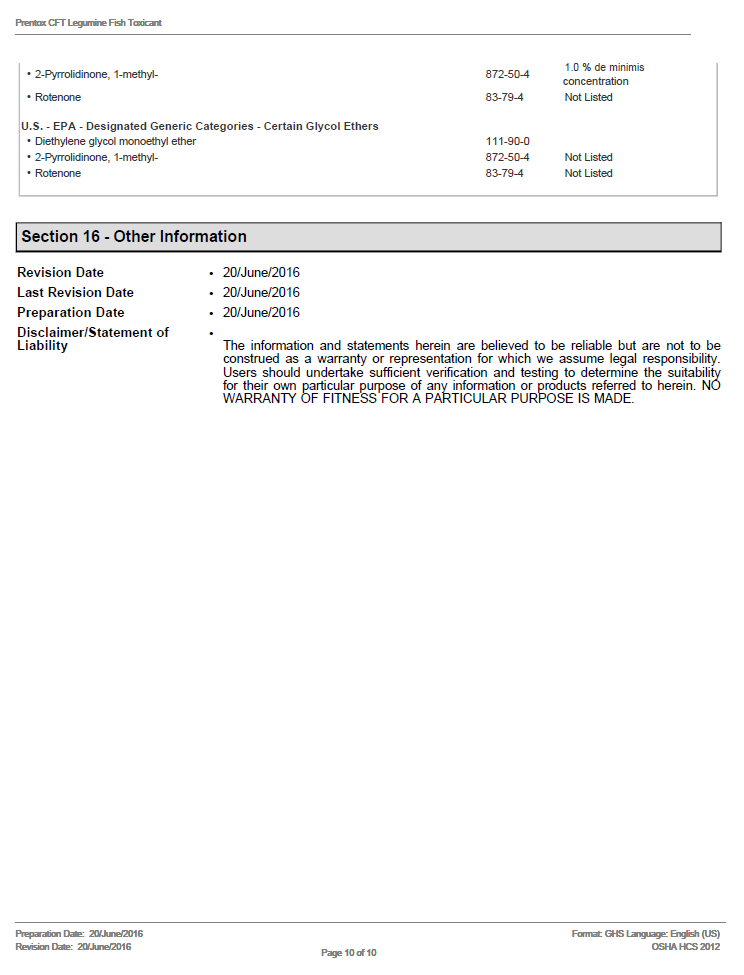 Prentox CFT Legumine Fish Toxicant
• 2-Pyrrolidinone, 1-methyl- 872-50-4 1.0 % de minimis
concentration
• Rotenone 83-79-4 Not Listed
U.S. - EPA - Designated Generic Categories - Certain Glycol Ethers
• Diethylene glycol monoethyl ether 111-90-0
• 2-Pyrrolidinone, 1-methyl- 872-50-4 Not Listed
• Rotenone 83-79-4 Not Listed
Section 16 - Other Information
Revision Date • 20/June/2016
Last Revision Date • 20/June/2016
Preparation Date • 20/June/2016
Disclaimer/Statement of •
Liability
The information and statements herein are believed to be reliable but are not to be
construed as a warranty or representation for which we assume legal responsibility.
Users should undertake sufficient verification and testing to determine the suitability
for their own particular purpose of any information or products referred to herein. NO
WARRANTY OF FITNESS FOR A PARTICULAR PURPOSE IS MADE.
Preparation Date: 20/June/2016 Format: GHS Language: English (US)
Revision Date: 20/June/2016 OSHA HCS 2012
Page 10 of 10